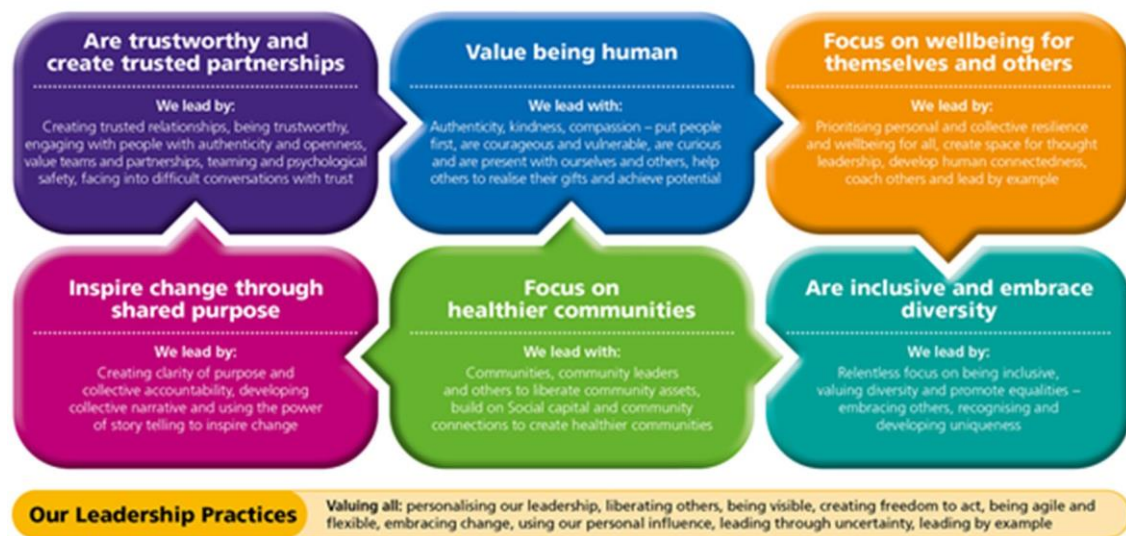 Are trustworthy and
create trusted partnerships
We lead by:
Creating trusted relationships, being trustworthy,
engaging with people with authenticity and openness,
value teams and partnerships, teaming and psychological
safety, facing into difficult conversations with trust
Value being human
We lead with:
Authenticity, kindness, compassion – put people
first, are courageous and vulnerable, are curious
and are present with ourselves and others, help
others to realise their gifts and achieve potential
Focus on wellbeing for
themselves and others
We lead by:
Prioritising personal and collective resilience
and wellbeing for all, create space for thought
leadership, develop human connectedness,
coach others and lead by example
Inspire change through
shared purpose
We lead by:
Creating clarity of purpose and
collective accountability, developing
collective narrative and using the power
of story telling to inspire change
Focus on
healthier communities
We lead with:
Communities, community leaders
and others to liberate community assets,
build on Social capital and community
connections to create healthier communities
Are inclusive and embrace
diversity
We lead by:
Relentless focus on being inclusive,
valuing diversity and promote equalities –
embracing others, recognising and
developing uniqueness
Our Leadership Practices
Valuing all: personalising our leadership, liberating others, being visible, creating freedom to act, being agile and
flexible, embracing change, using our personal influence, leading through uncertainty, leading by example